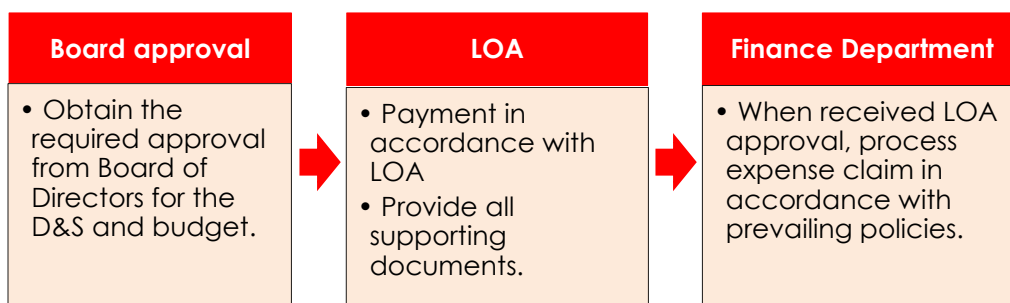 Board approval
• Obtain the
required approval
from Board of
Directors for the
D&S and budget.
LOA
• Payment in
accordance with
LOA
• Provide all
supporting
documents.
Finance Department
• When received LOA
approval, process
expense claim in
accordance with
prevailing policies.